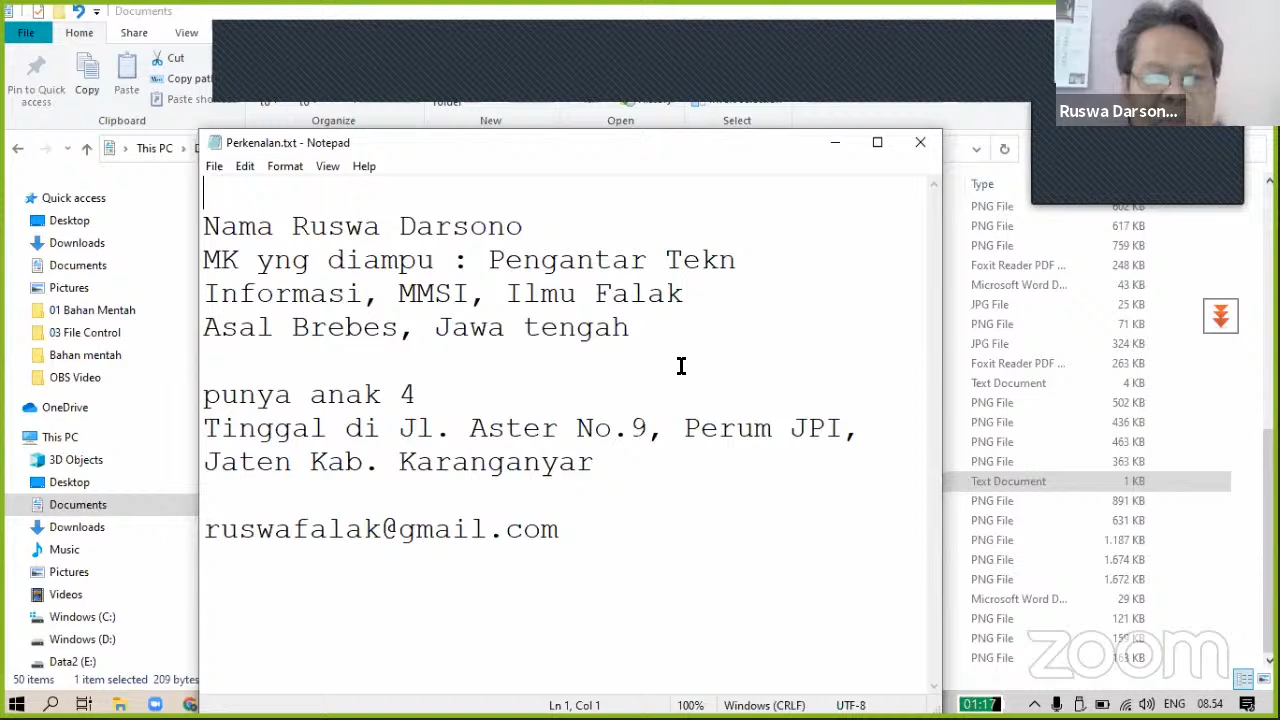 Documents
File Home Share View
Pin to Quick access
Copy
Paste
Cut
Copy path
Clipboard
Organize
New
Open
Select
This PC
Perkenalan.txt - Notepad
File Edit Format View Help
Nama Ruswa Darsono
MK yng diampu : Pengantar Tekn
Informasi, MMSI, Ilmu Falak
Asal Brebes, Jawa tengah
punya anak 4
Tinggal di Jl. Aster No.9, Perum JPI,
Jaten Kab. Karanganyar
ruswafalak@gmail.com
Ln 1, Col 1 100% Windows (CRLF) UTF-8
Quick access
Desktop
Downloads
Documents
Pictures
01 Bahan Mentah
03 File Control
Bahan mentah
OBS Video
OneDrive
This PC
3D Objects
Desktop
Documents
Downloads
Music
Pictures
Videos
Windows (C:)
Windows (D:)
Data2 (E:)
50 items 1 item selected 209 bytes
Ruswa Darson...
Type
PNG File 602 KB
PNG File 617 KB
PNG File 759 KB
Foxit Reader PDF ... 248 KB
Microsoft Word D... 43 KB
JPG File 25 KB
PNG File 71 KB
JPG File 324 KB
Foxit Reader PDF ... 263 KB
Text Document 4 KB
PNG File 502 KB
PNG File 436 KB
PNG File 463 KB
PNG File 363 KB
Text Document 1 KB
PNG File 891 KB
PNG File 631 KB
PNG File 1.187 KB
PNG File 1.674 KB
PNG File 1.672 KB
Microsoft Word D... 29 KB
PNG File 121 KB
PNG File 159 KB
PNG File 163 KB
zoom
01:17 ENG 08.54